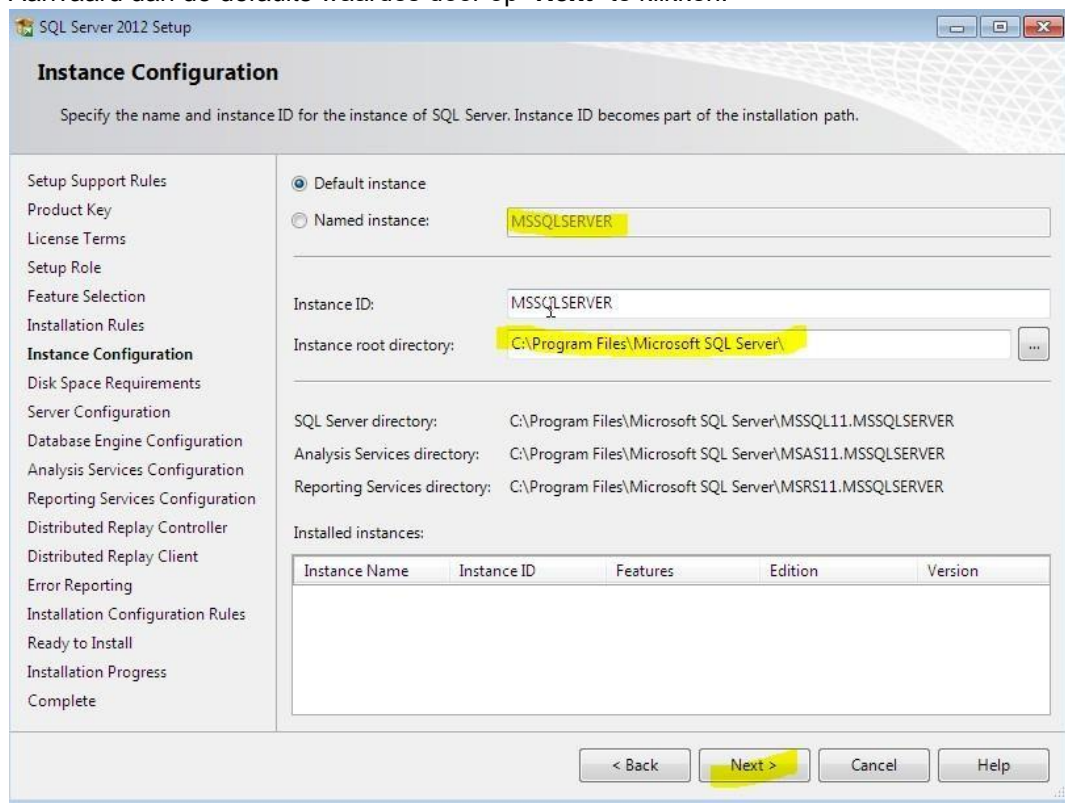 SQL Server 2012 Setup
Instance Configuration
Specify the name and instance ID for the instance of SQL Server. Instance ID becomes part of the installation path.
Setup Support Rules
Product Key
License Terms
Setup Role
Feature Selection
Installation Rules
Instance Configuration
Disk Space Requirements
Server Configuration
Database Engine Configuration
Analysis Services Configuration
Reporting Services Configuration
Distributed Replay Controller
Distributed Replay Client
Error Reporting
Installation Configuration Rules
Ready to Install
Installation Progress
Complete
Default instance
Named instance: MSSQLSERVER
Instance ID: MSSQLSERVER
Instance root directory: C:\Program Files\Microsoft SQL Server\ ...
SQL Server directory: C:\Program Files\Microsoft SQL Server\MSSQL11.MSSQLSERVER
Analysis Services directory: C:\Program Files\Microsoft SQL Server\MSAS11.MSSQLSERVER
Reporting Services directory: C:\Program Files\Microsoft SQL Server\MSRS11.MSSQLSERVER
Installed instances:
Instance Name Instance ID Features Edition Version
< Back Next > Cancel Help